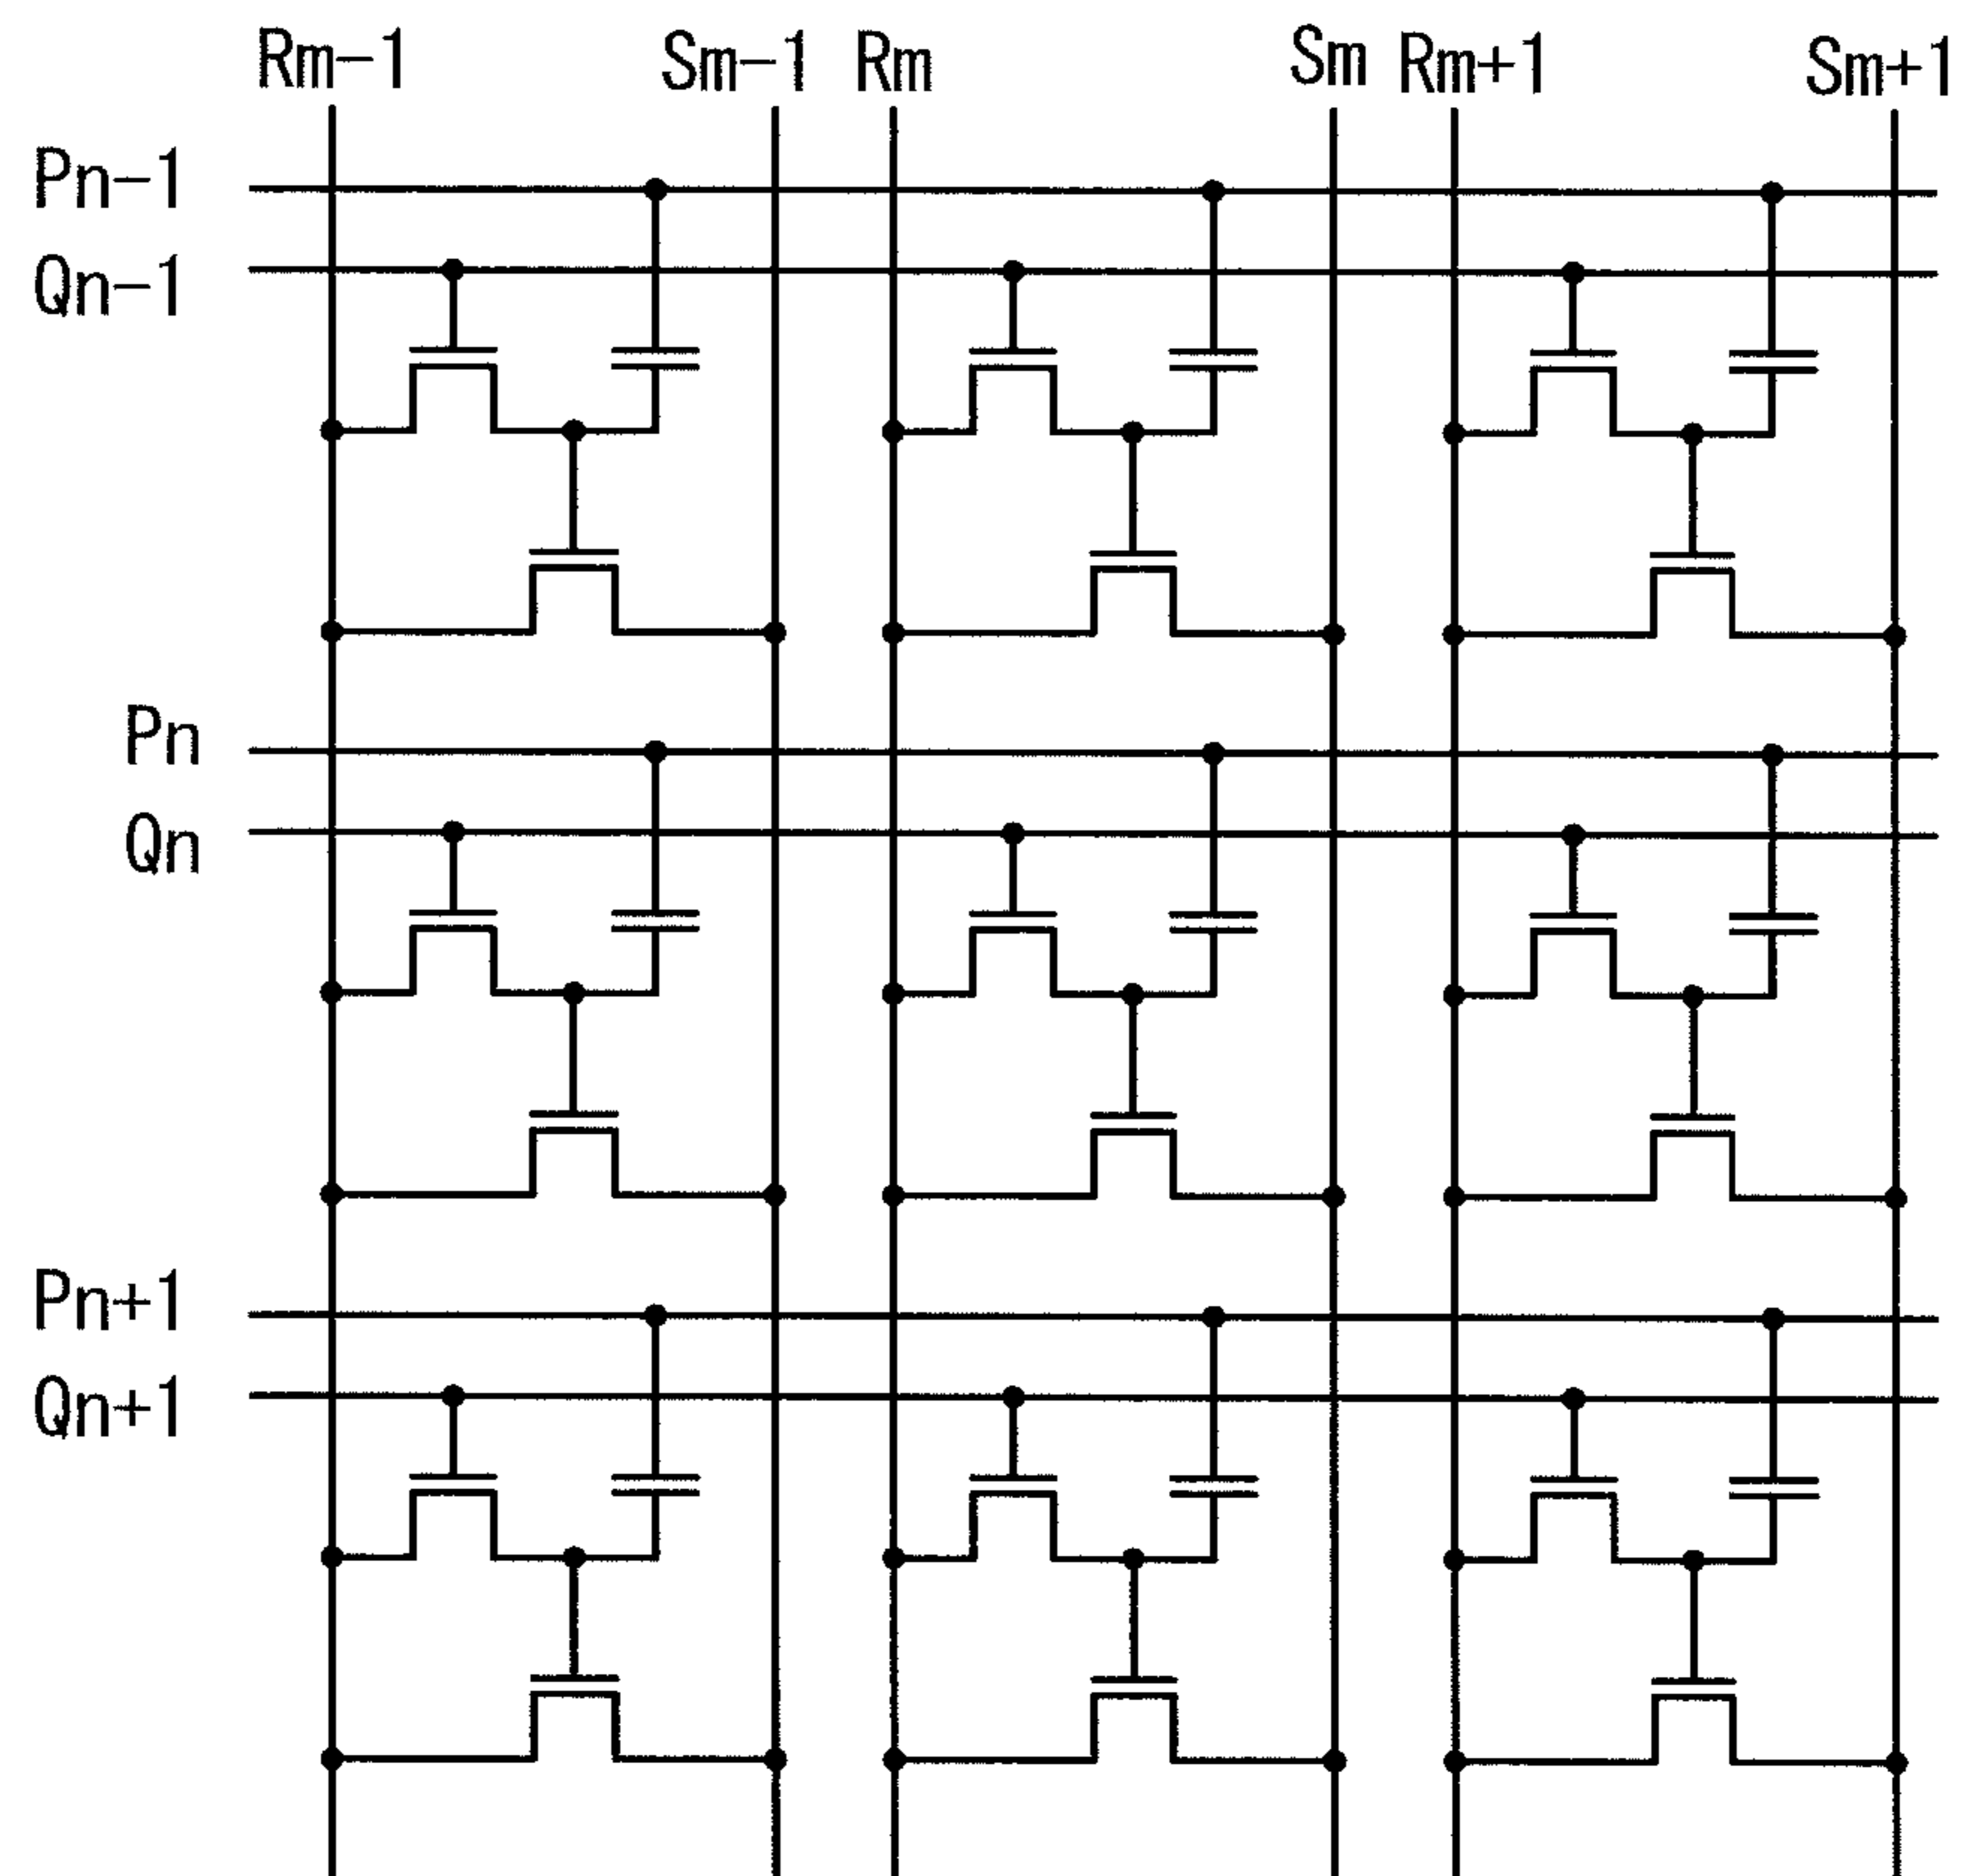 Rm-1 Sm-1 Rm Sm Rm+1 Sm+1
Pn-1
Qn-1
Pn
Qn
Pn+1
Qn+1